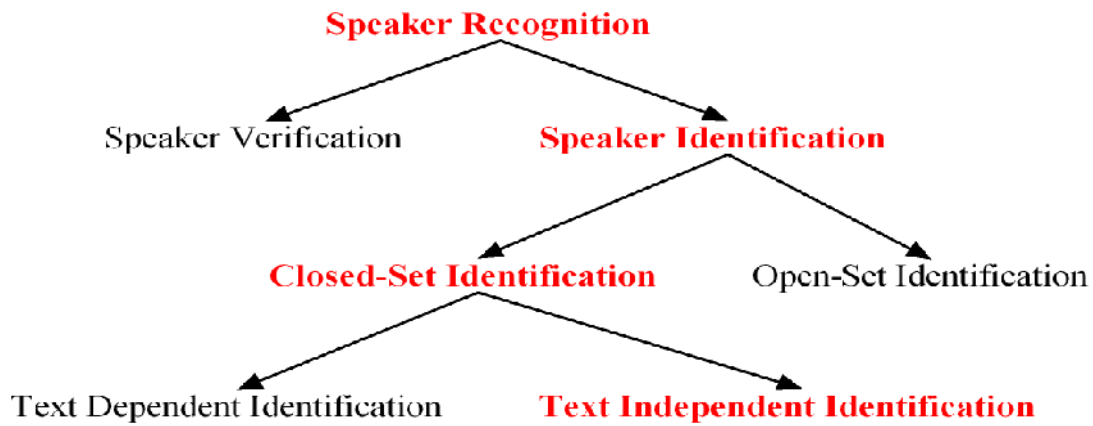 Speaker Recognition
Speaker Verification
Speaker Identification
Closed-Set Identification
Open-Set Identification
Text Dependent Identification
Text Independent Identification